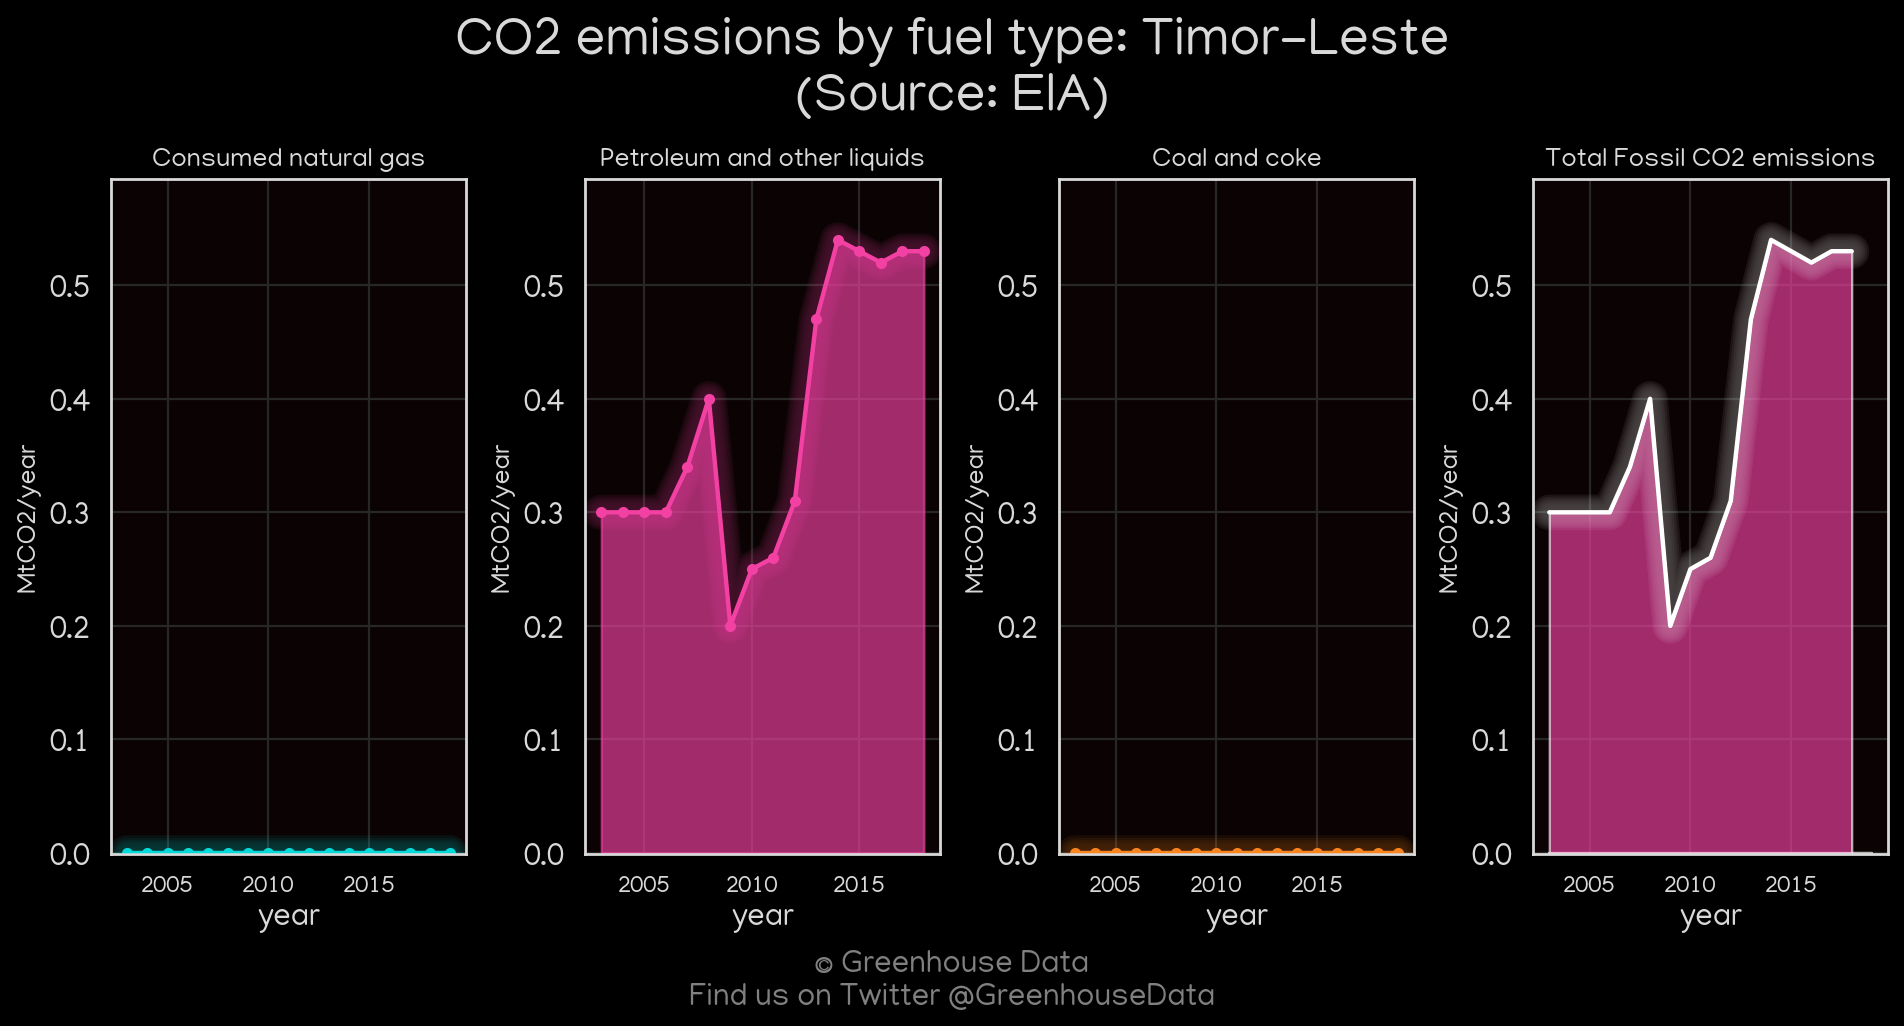 CO2 emissions by fuel type: Timor-Leste
(Source: EIA)
Consumed natural gas
MtCO2/year
0.5
0.4
0.3
0.2
0.1
0.0
2005 2010 2015
year
Petroleum and other liquids
MtCO2/year
0.5
0.4
0.3
0.2
0.1
0.0
2005 2010 2015
year
Coal and coke
MtCO2/year
0.5
0.4
0.3
0.2
0.1
0.0
2005 2010 2015
year
Total Fossil CO2 emissions
MtCO2/year
0.5
0.4
0.3
0.2
0.1
0.0
2005 2010 2015
year
© Greenhouse Data
Find us on Twitter @GreenhouseData